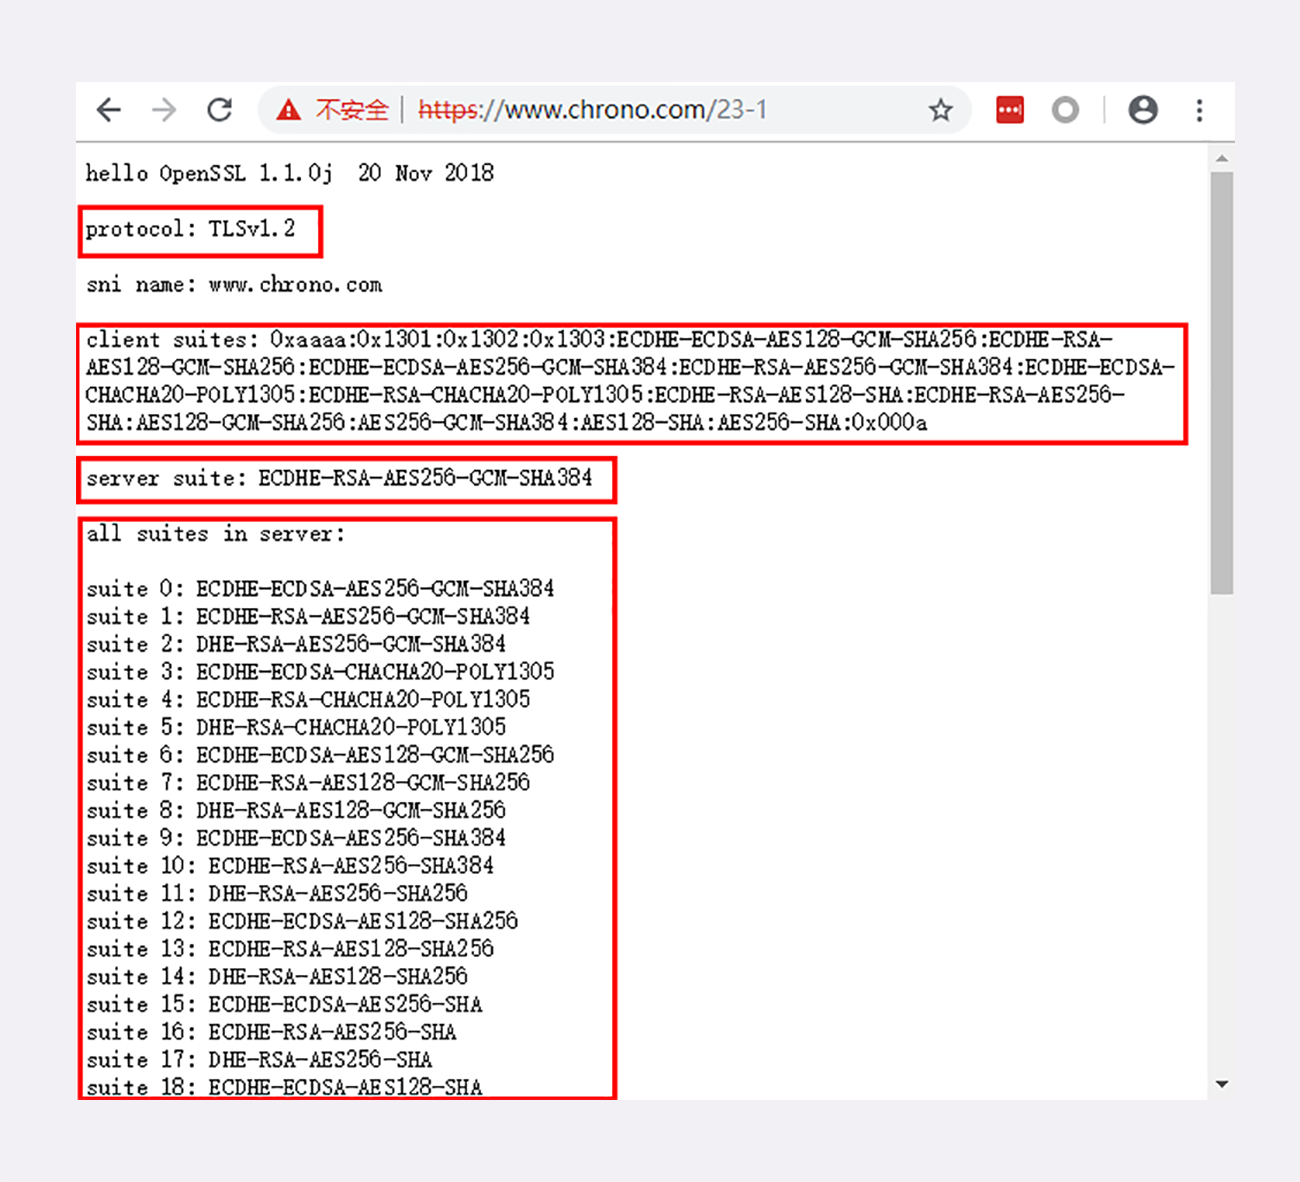 不安全 https://www.chrono.com/23-1
hello OpenSSL 1.1.0j  20 Nov 2018
protocol: TLSv1.2
sni name: www.chrono.com
client suites: 0xaaaa:0x1301:0x1302:0x1303:ECDHE-ECDSA-AES128-GCM-SHA256:ECDHE-RSA-
AES128-GCM-SHA256:ECDHE-ECDSA-AES256-GCM-SHA384:ECDHE-RSA-AES256-GCM-SHA384:ECDHE-ECDSA-
CHACHA20-POLY1305:ECDHE-RSA-CHACHA20-POLY1305:ECDHE-RSA-AES128-SHA:ECDHE-RSA-AES256-
SHA:AES128-GCM-SHA256:AES256-GCM-SHA384:AES128-SHA:AES256-SHA:0x000a
server suite: ECDHE-RSA-AES256-GCM-SHA384
all suites in server:
suite 0: ECDHE-ECDSA-AES256-GCM-SHA384
suite 1: ECDHE-RSA-AES256-GCM-SHA384
suite 2: DHE-RSA-AES256-GCM-SHA384
suite 3: ECDHE-ECDSA-CHACHA20-POLY1305
suite 4: ECDHE-RSA-CHACHA20-POLY1305
suite 5: DHE-RSA-CHACHA20-POLY1305
suite 6: ECDHE-ECDSA-AES128-GCM-SHA256
suite 7: ECDHE-RSA-AES128-GCM-SHA256
suite 8: DHE-RSA-AES128-GCM-SHA256
suite 9: ECDHE-ECDSA-AES256-SHA384
suite 10: ECDHE-RSA-AES256-SHA384
suite 11: DHE-RSA-AES256-SHA256
suite 12: ECDHE-ECDSA-AES128-SHA256
suite 13: ECDHE-RSA-AES128-SHA256
suite 14: DHE-RSA-AES128-SHA256
suite 15: ECDHE-ECDSA-AES256-SHA
suite 16: ECDHE-RSA-AES256-SHA
suite 17: DHE-RSA-AES256-SHA
suite 18: ECDHE-ECDSA-AES128-SHA